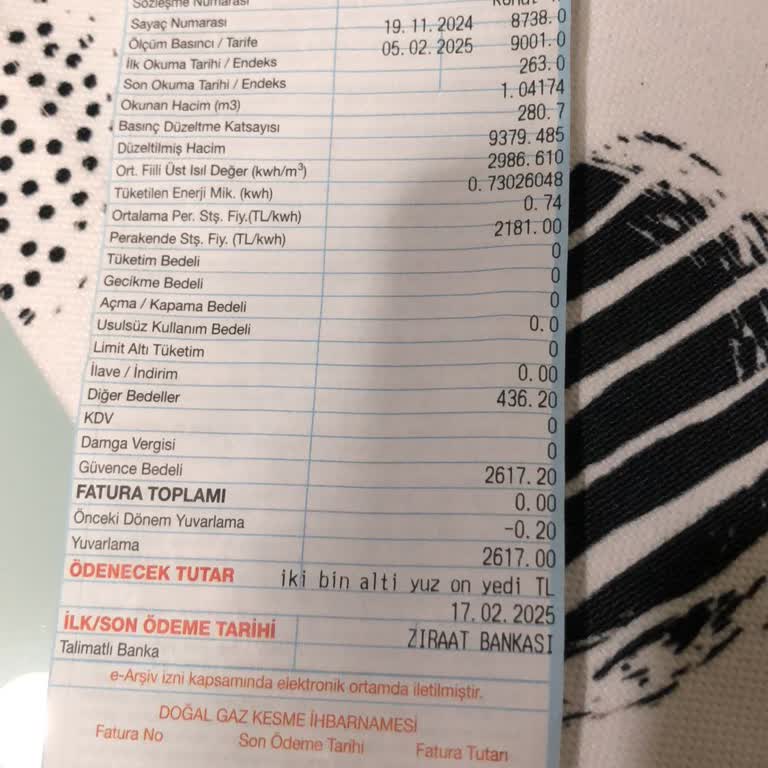 Sözleşme Numarası
Sayaç Numarası
Ölçüm Basıncı / Tarife
İlk Okuma Tarihi / Endeks 19.11.2024 8738.0
Son Okuma Tarihi / Endeks 05.02.2025 9001.0
Okunan Hacim (m3) 263.0
Basınç Düzeltme Katsayısı 1.04174
Düzeltilmiş Hacim 280.7
Ort. Fiili Üst Isıl Değer (kwh/m³) 9379.485
Tüketilen Enerji Mik. (kwh) 2986.610
Ortalama Per. Stş. Fiy.(TL/kwh) 0.73026048
Perakende Stş. Fiy. (TL/kwh) 0.74
Tüketim Bedeli 2181.00
Gecikme Bedeli 0
Açma / Kapama Bedeli 0
Usulsüz Kullanım Bedeli 0
Limit Altı Tüketim 0.0
İlave / İndirim 0
Diğer Bedeller 0.00
KDV 436.20
Damga Vergisi 0
Güvence Bedeli 0
FATURA TOPLAMI 2617.20
Önceki Dönem Yuvarlama 0.00
Yuvarlama -0.20
ÖDENECEK TUTAR 2617.00
iki bin alti yuz on yedi TL
İLK/SON ÖDEME TARİHİ 17.02.2025
Talimatlı Banka ZIRAAT BANKASI
e-Arşiv izni kapsamında elektronik ortamda iletilmiştir.
DOĞAL GAZ KESME İHBARNAMESİ
Fatura No Son Ödeme Tarihi Fatura Tutarı